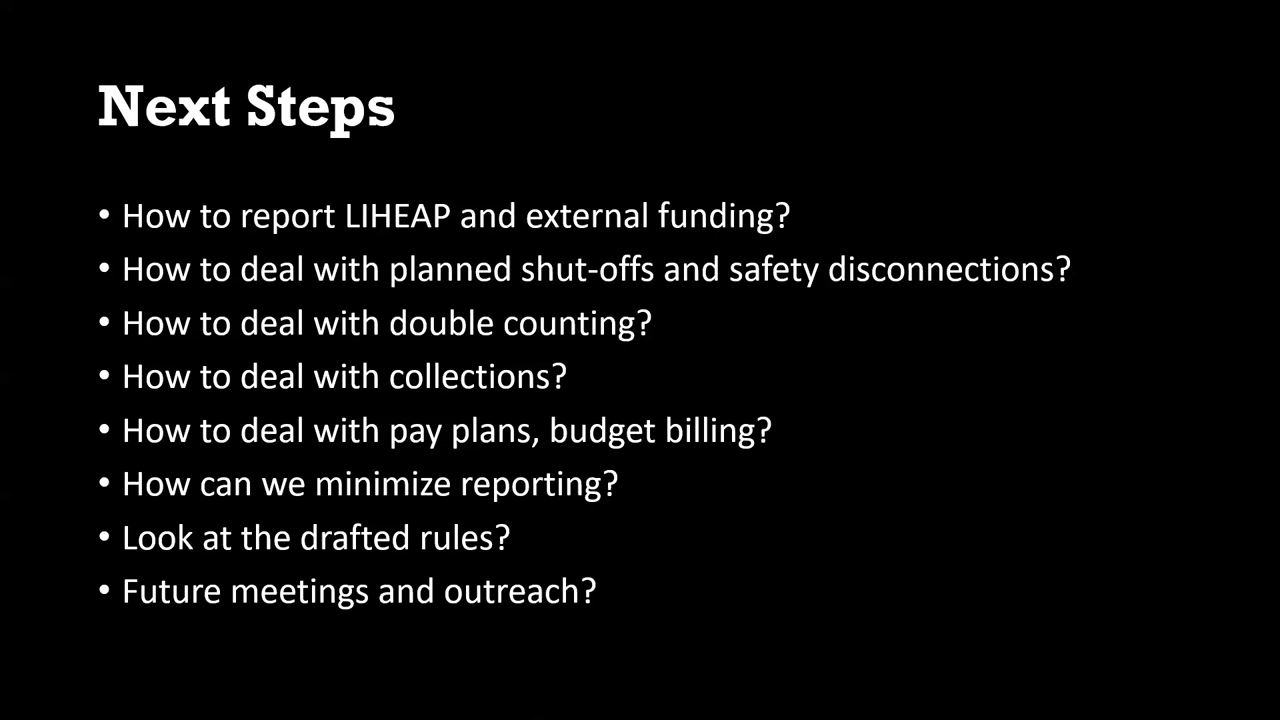 Next Steps
• How to report LIHEAP and external funding?
• How to deal with planned shut-offs and safety disconnections?
• How to deal with double counting?
• How to deal with collections?
• How to deal with pay plans, budget billing?
• How can we minimize reporting?
• Look at the drafted rules?
• Future meetings and outreach?